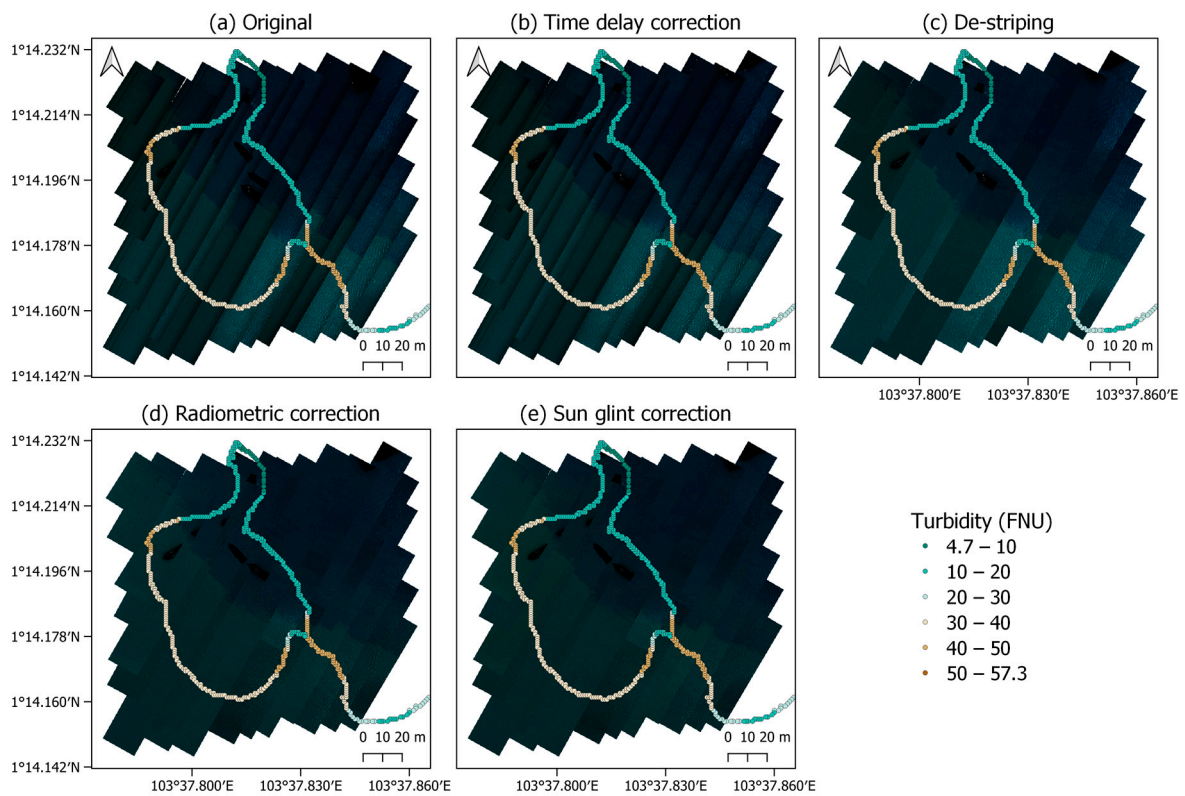 (a) Original
(b) Time delay correction
(c) De-striping
1°14.232′N
1°14.214′N
1°14.196′N
1°14.178′N
1°14.160′N
1°14.142′N
0 10 20 m
0 10 20 m
0 10 20 m
103°37.800′E
103°37.830′E
103°37.860′E
(d) Radiometric correction
(e) Sun glint correction
1°14.232′N
1°14.214′N
1°14.196′N
1°14.178′N
1°14.160′N
1°14.142′N
0 10 20 m
0 10 20 m
103°37.800′E
103°37.830′E
103°37.860′E
103°37.800′E
103°37.830′E
103°37.860′E
Turbidity (FNU)
4.7 – 10
10 – 20
20 – 30
30 – 40
40 – 50
50 – 57.3